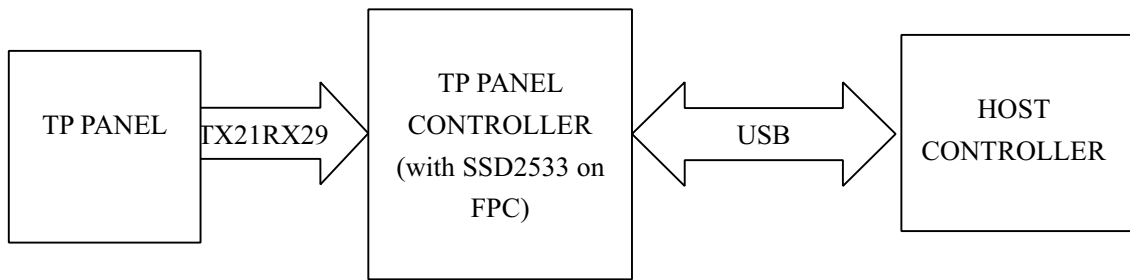 TP PANEL
TX21RX29
TP PANEL
CONTROLLER
(with SSD2533 on
FPC)
USB
HOST
CONTROLLER